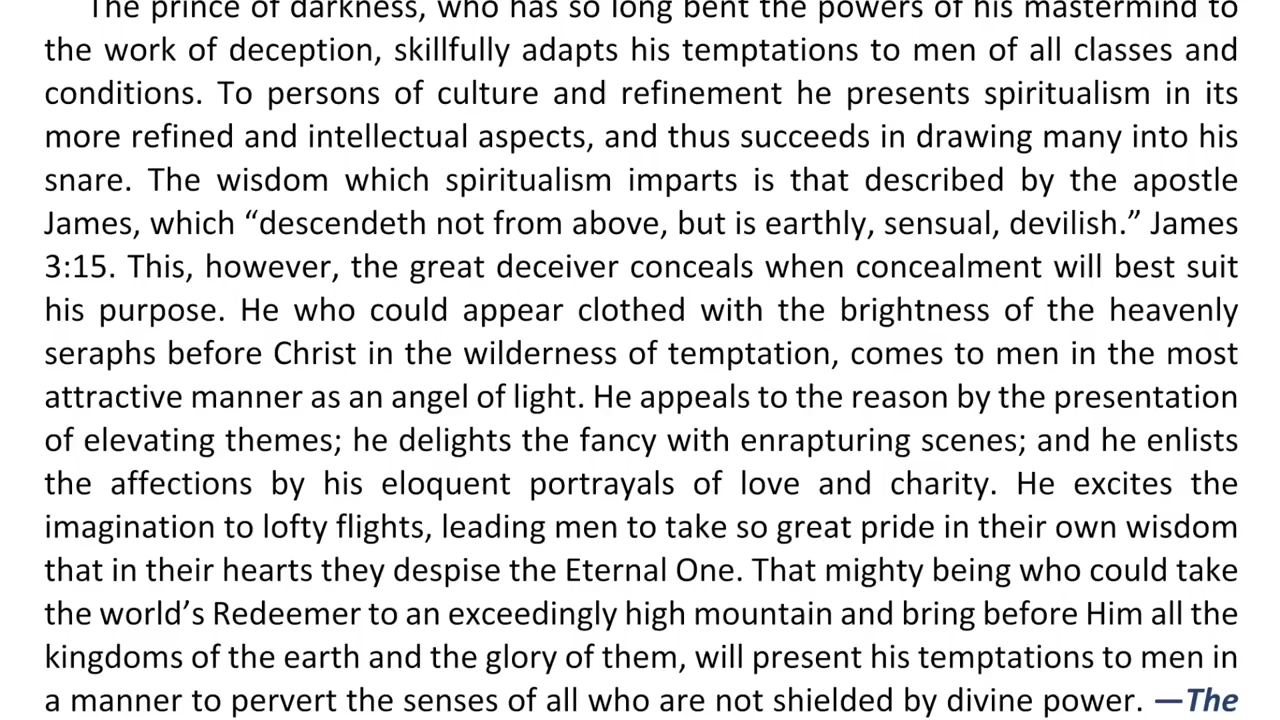 The prince of darkness, who has so long bent the powers of his mastermind to
the work of deception, skillfully adapts his temptations to men of all classes and
conditions. To persons of culture and refinement he presents spiritualism in its
more refined and intellectual aspects, and thus succeeds in drawing many into his
snare. The wisdom which spiritualism imparts is that described by the apostle
James, which “descendeth not from above, but is earthly, sensual, devilish.” James
3:15. This, however, the great deceiver conceals when concealment will best suit
his purpose. He who could appear clothed with the brightness of the heavenly
seraphs before Christ in the wilderness of temptation, comes to men in the most
attractive manner as an angel of light. He appeals to the reason by the presentation
of elevating themes; he delights the fancy with enrapturing scenes; and he enlists
the affections by his eloquent portrayals of love and charity. He excites the
imagination to lofty flights, leading men to take so great pride in their own wisdom
that in their hearts they despise the Eternal One. That mighty being who could take
the world’s Redeemer to an exceedingly high mountain and bring before Him all the
kingdoms of the earth and the glory of them, will present his temptations to men in
a manner to pervert the senses of all who are not shielded by divine power. —The